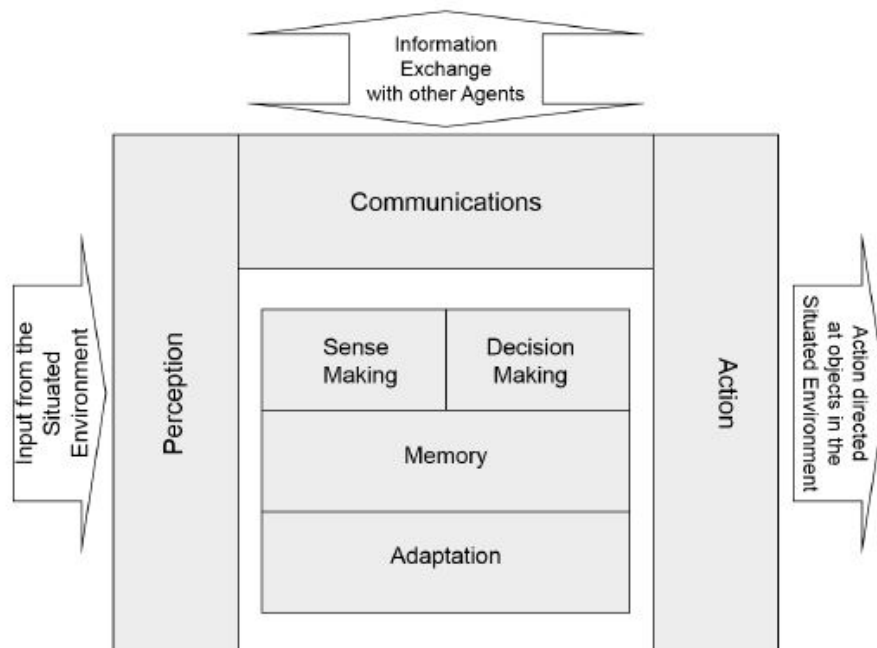 Information
Exchange
with other Agents
Communications
Input from the
Situated
Environment
Perception
Sense
Making
Decision
Making
Memory
Adaptation
Action
Action directed
at objects in the
Situated Environment